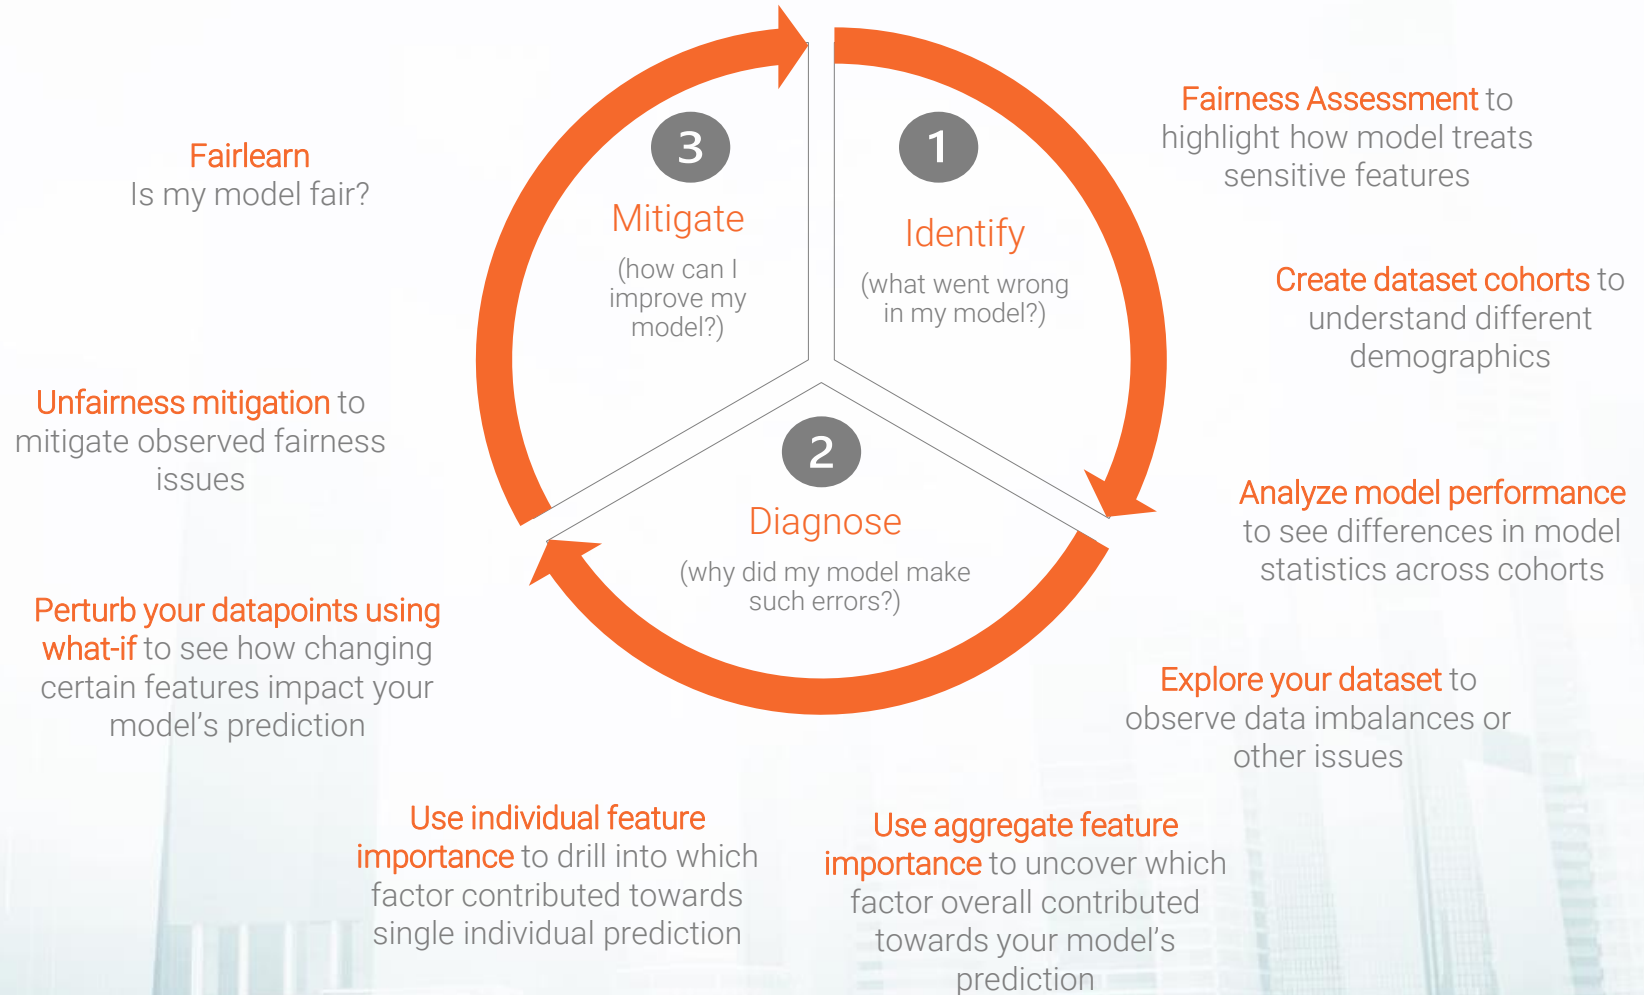 1
Identify
(what went wrong
in my model?)
2
Diagnose
(why did my model make
such errors?)
3
Mitigate
(how can I
improve my
model?)
Fairness Assessment to
highlight how model treats
sensitive features
Create dataset cohorts to
understand different
demographics
Analyze model performance
to see differences in model
statistics across cohorts
Explore your dataset to
observe data imbalances or
other issues
Use aggregate feature
importance to uncover which
factor overall contributed
towards your model’s
prediction
Use individual feature
importance to drill into which
factor contributed towards
single individual prediction
Perturb your datapoints using
what-if to see how changing
certain features impact your
model’s prediction
Unfairness mitigation to
mitigate observed fairness
issues
Fairlearn
Is my model fair?